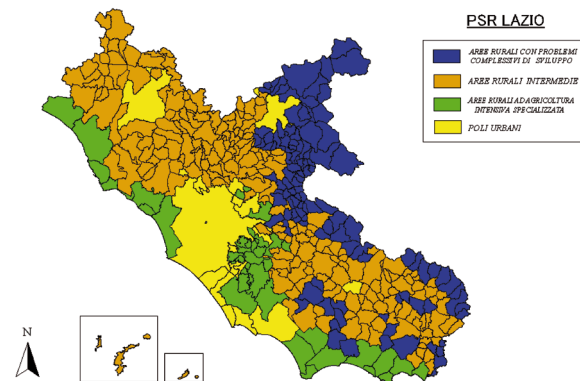 PSR LAZIO
AREE RURALI CON PROBLEMI
COMPLESSIVI DI SVILUPPO
AREE RURALI INTERMEDIE
AREE RURALI AD AGRICOLTURA
INTENSIVA SPECIALIZZATA
POLI URBANI
N